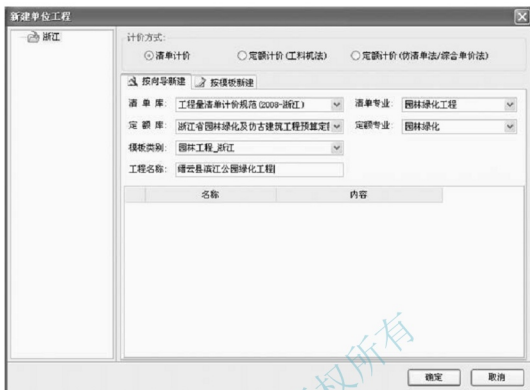 新建单位工程
浙江
计价方式:
清单计价 定额计价(工料机法) 定额计价(仿清单法/综合单价法)
按向导新建 按模板新建
清单库: 工程量清单计价规范(2008-浙江) 清单专业: 园林绿化工程
定额库: 浙江省园林绿化及仿古建筑工程预算定额 定额专业: 园林绿化
模板类别: 园林工程_浙江
工程名称: 缙云县滨江公园绿化工程
名称 内容
权所有
确定 取消